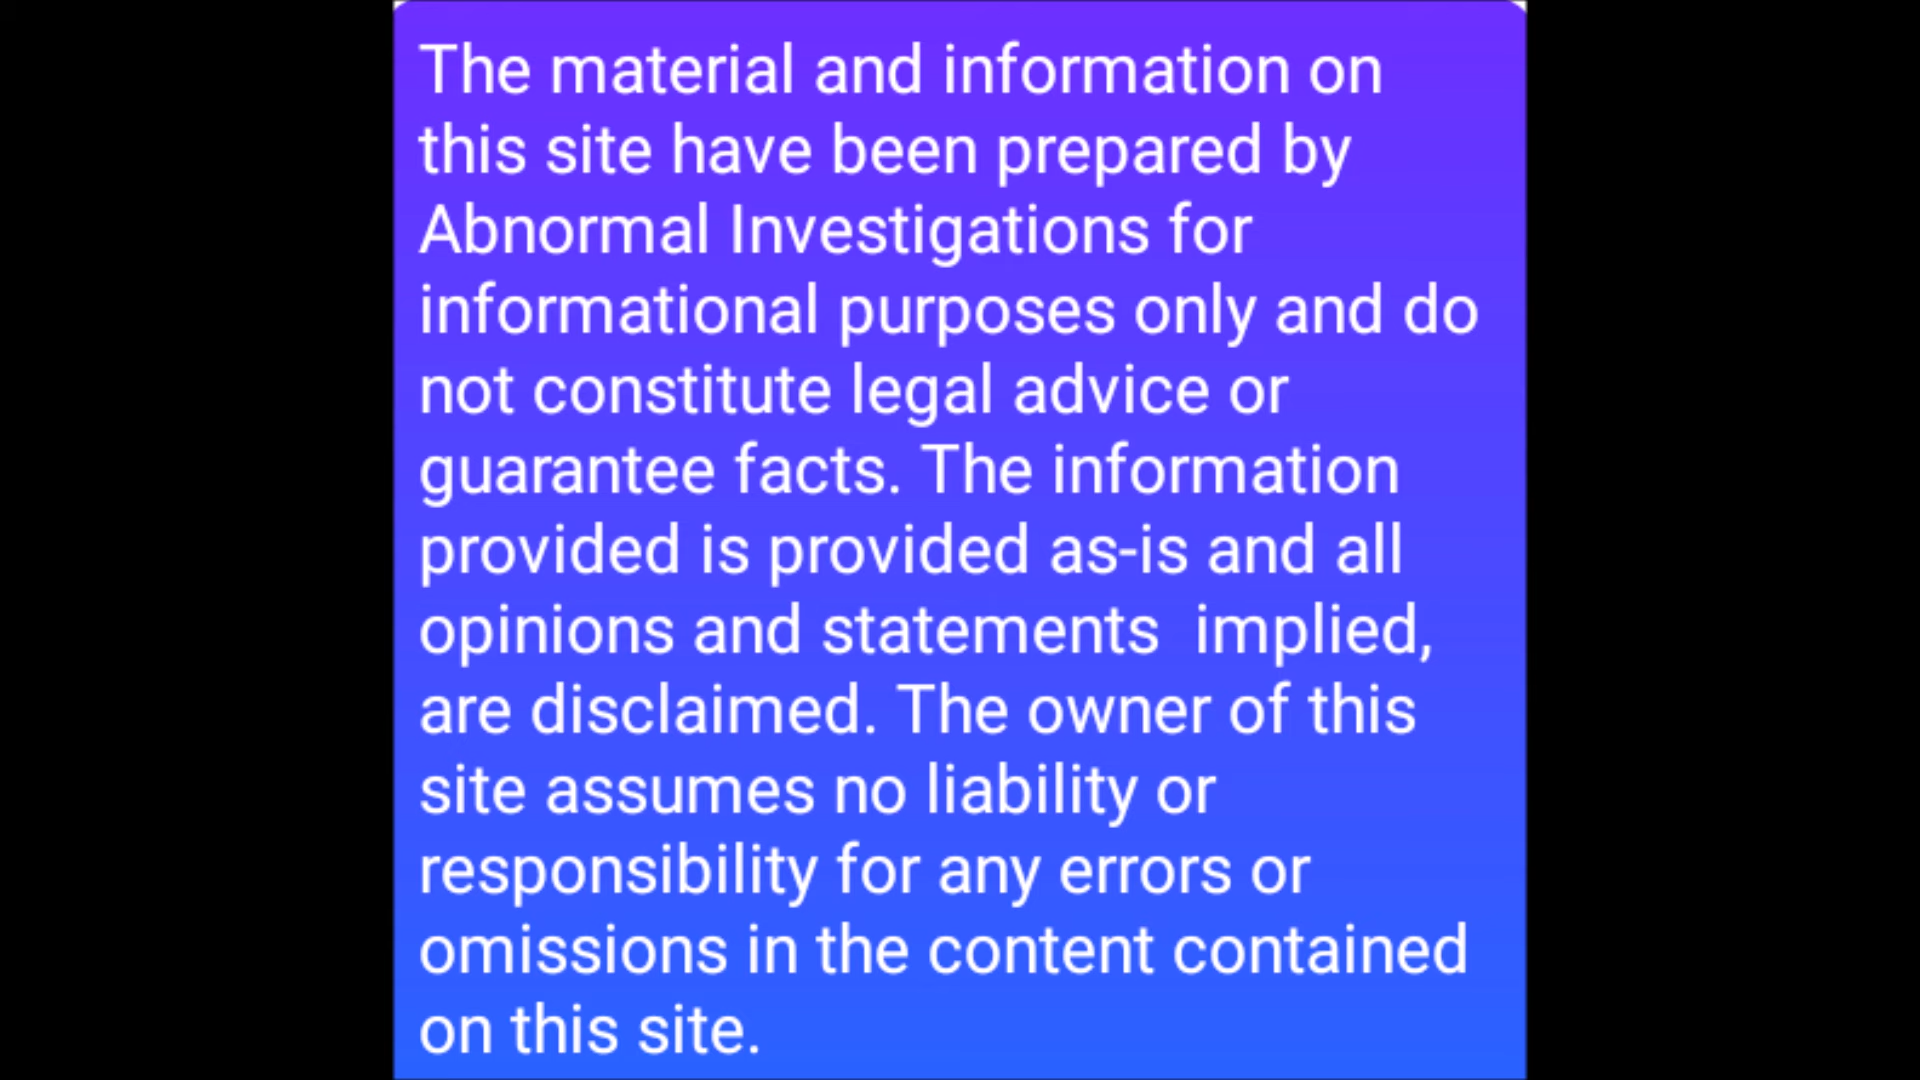 The material and information on
this site have been prepared by
Abnormal Investigations for
informational purposes only and do
not constitute legal advice or
guarantee facts. The information
provided is provided as-is and all
opinions and statements  implied,
are disclaimed. The owner of this
site assumes no liability or
responsibility for any errors or
omissions in the content contained
on this site.